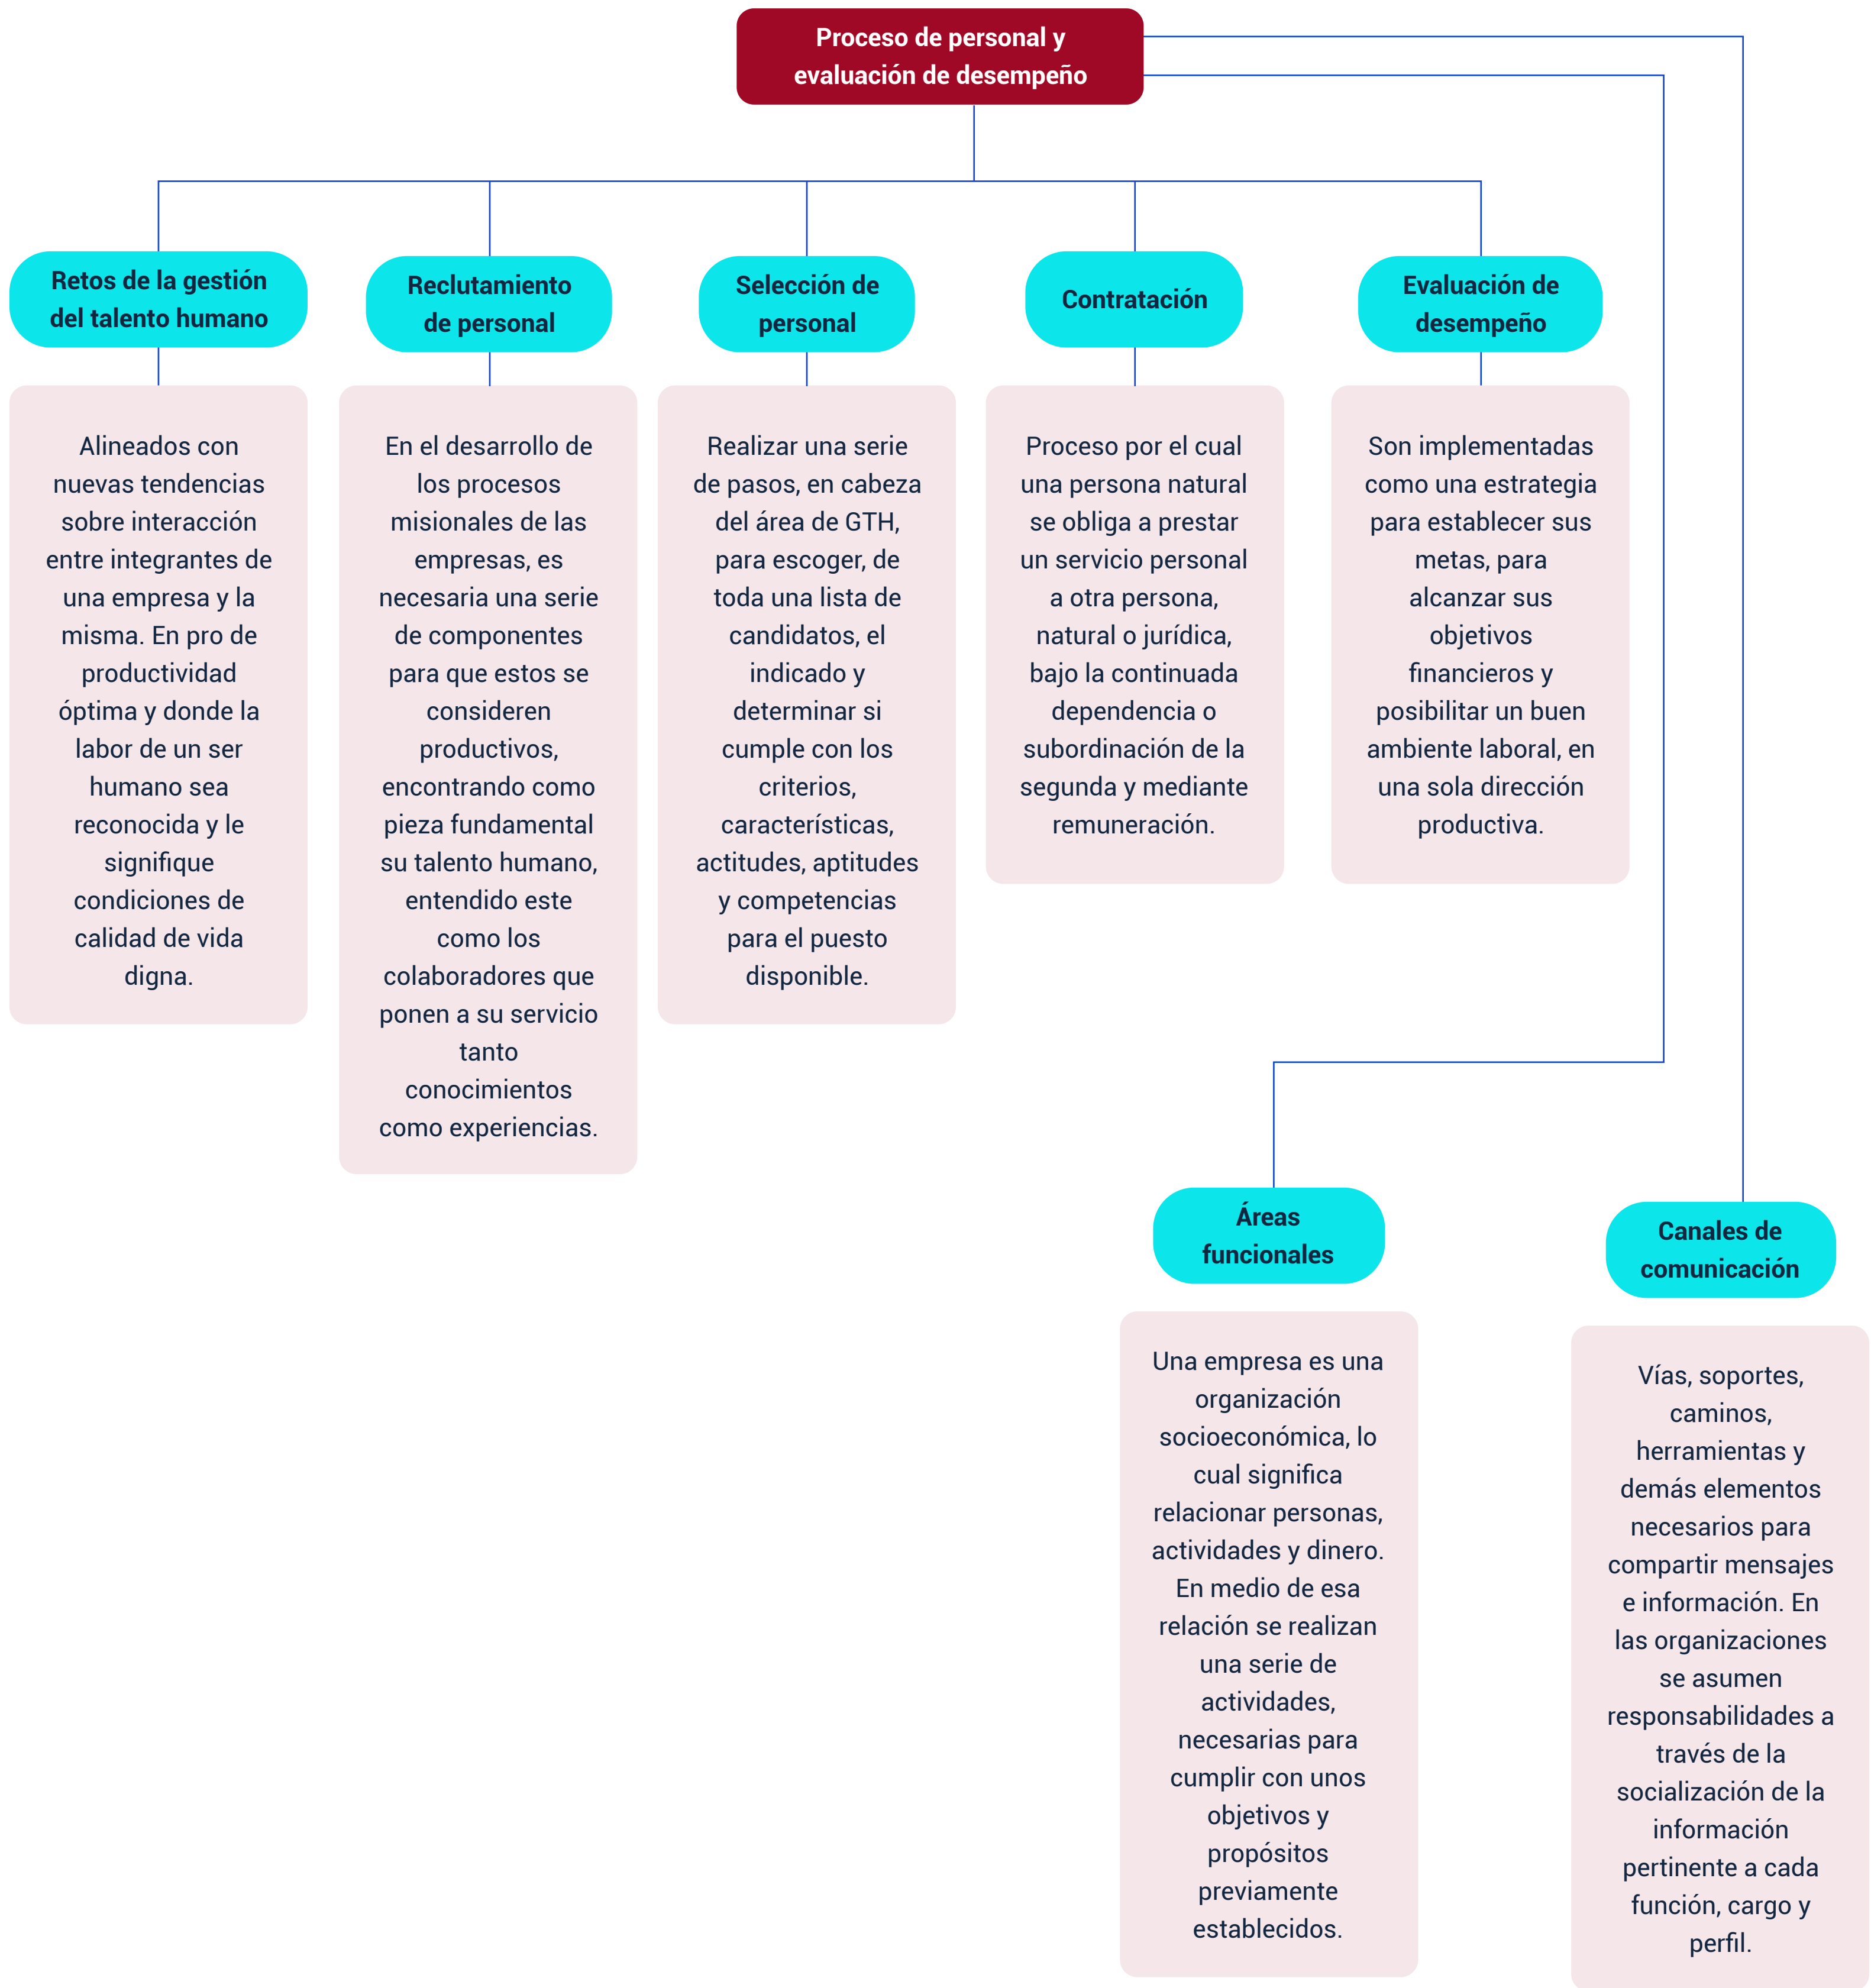 Proceso de personal y
evaluación de desempeño
Retos de la gestión
del talento humano
Alineados con
nuevas tendencias
sobre interacción
entre integrantes de
una empresa y la
misma. En pro de
productividad
óptima y donde la
labor de un ser
humano sea
reconocida y le
signifique
condiciones de
calidad de vida
digna.
Reclutamiento
de personal
En el desarrollo de
los procesos
misionales de las
empresas, es
necesaria una serie
de componentes
para que estos se
consideren
productivos,
encontrando como
pieza fundamental
su talento humano,
entendido este
como los
colaboradores que
ponen a su servicio
tanto
conocimientos
como experiencias.
Selección de
personal
Realizar una serie
de pasos, en cabeza
del área de GTH,
para escoger, de
toda una lista de
candidatos, el
indicado y
determinar si
cumple con los
criterios,
características,
actitudes, aptitudes
y competencias
para el puesto
disponible.
Contratación
Proceso por el cual
una persona natural
se obliga a prestar
un servicio personal
a otra persona,
natural o jurídica,
bajo la continuada
dependencia o
subordinación de la
segunda y mediante
remuneración.
Evaluación de
desempeño
Son implementadas
como una estrategia
para establecer sus
metas, para
alcanzar sus
objetivos
financieros y
posibilitar un buen
ambiente laboral, en
una sola dirección
productiva.
Áreas
funcionales
Una empresa es una
organización
socioeconómica, lo
cual significa
relacionar personas,
actividades y dinero.
En medio de esa
relación se realizan
una serie de
actividades,
necesarias para
cumplir con unos
objetivos y
propósitos
previamente
establecidos.
Canales de
comunicación
Vías, soportes,
caminos,
herramientas y
demás elementos
necesarios para
compartir mensajes
e información. En
las organizaciones
se asumen
responsabilidades a
través de la
socialización de la
información
pertinente a cada
función, cargo y
perfil.